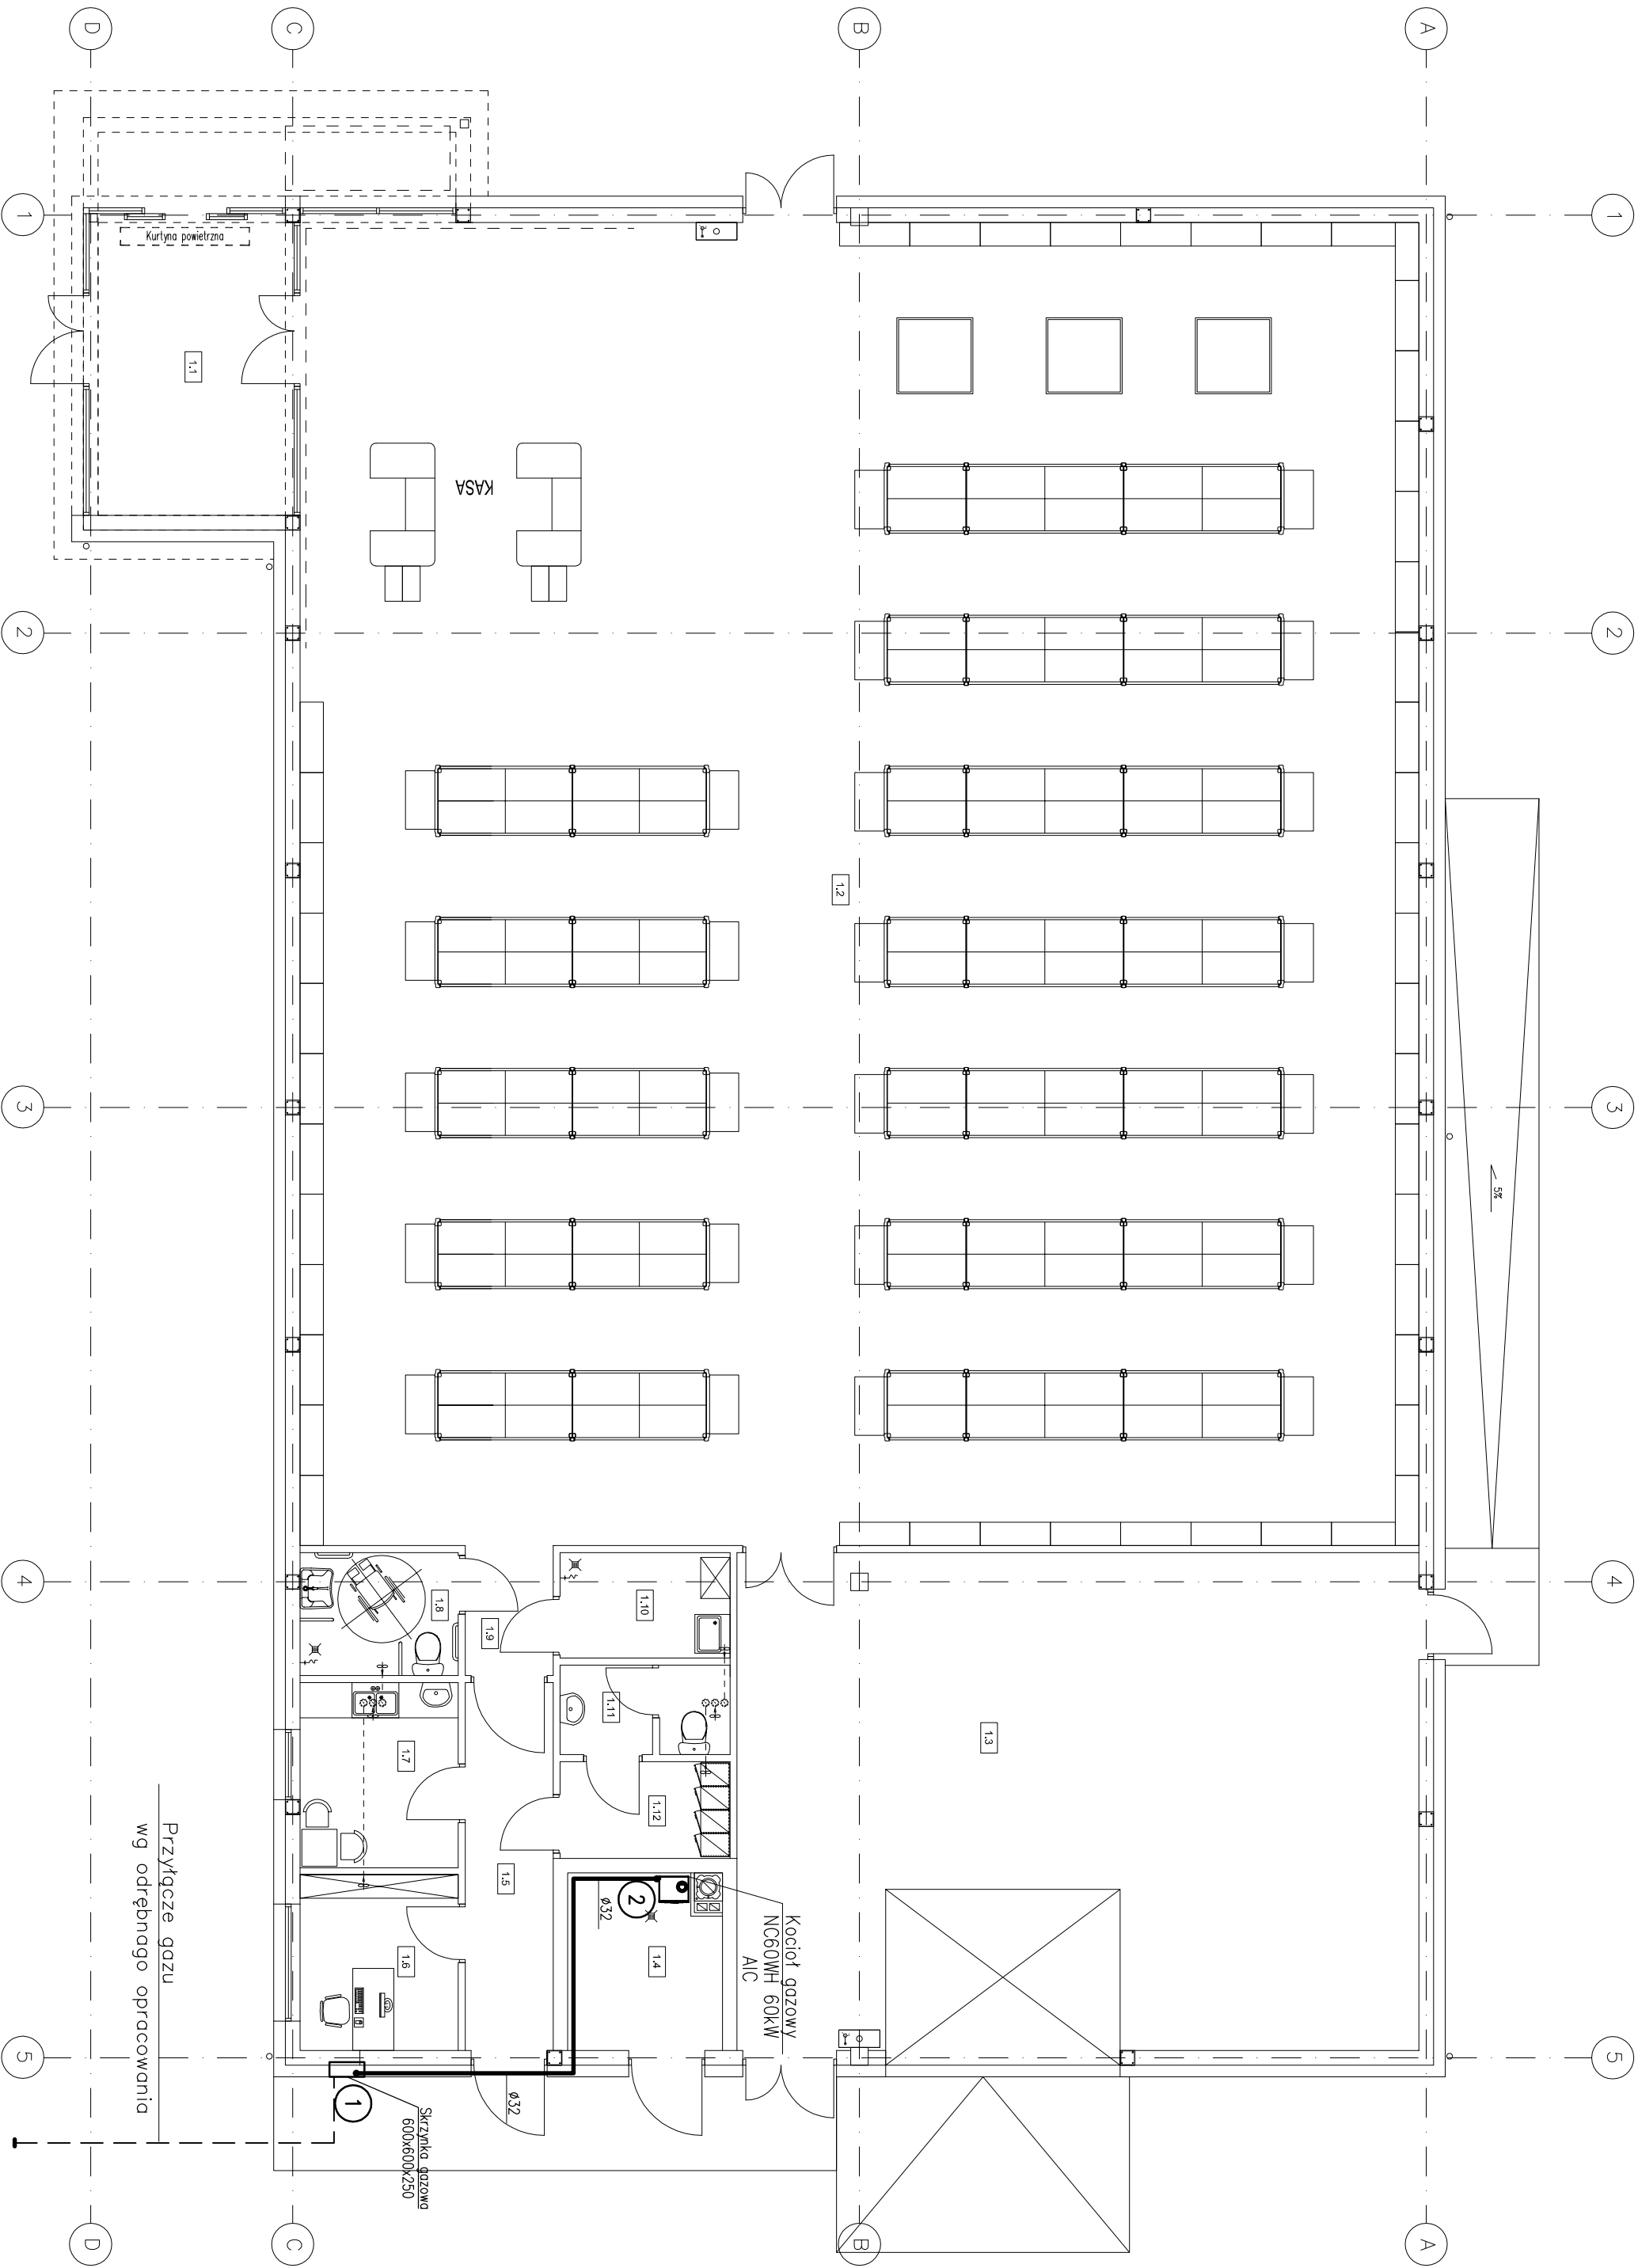 D
C
B
A
1
1
Kurtyna powietrzna
1.1
KASA
2
2
1.2
3
3
5%
4
4
1.8
1.9
1.10
1.11
1.3
1.7
1.12
1.5
2
ø32
Kocioł gazowy
NC60WH 60kW
AIC
1.6
1.4
Przyłącze gazu
wg odrębnago opracowania
5
5
1
ø32
Skrzynka gazowa
600x600x250
D
C
B
A